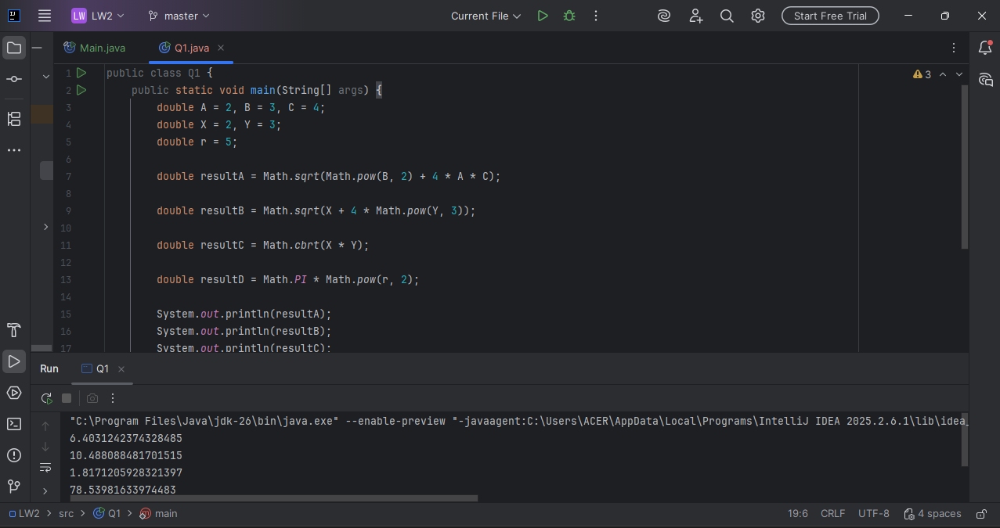 LW LW2 master Current File Start Free Trial
Main.java Q1.java
3
1 public class Q1 {
2 public static void main(String[] args) {
3 double A = 2, B = 3, C = 4;
4 double X = 2, Y = 3;
5 double r = 5;
6
7 double resultA = Math.sqrt(Math.pow(B, 2) + 4 * A * C);
8
9 double resultB = Math.sqrt(X + 4 * Math.pow(Y, 3));
10
11 double resultC = Math.cbrt(X * Y);
12
13 double resultD = Math.PI * Math.pow(r, 2);
14
15 System.out.println(resultA);
16 System.out.println(resultB);
17 System.out.println(resultC);
Run Q1
"C:\Program Files\Java\jdk-26\bin\java.exe" --enable-preview "-javaagent:C:\Users\ACER\AppData\Local\Programs\IntelliJ IDEA 2025.2.6.1\lib\idea_
6.4031242374328485
10.488088481701515
1.8171205928321397
78.53981633974483
LW2 src Q1 main 19:6 CRLF UTF-8 4 spaces